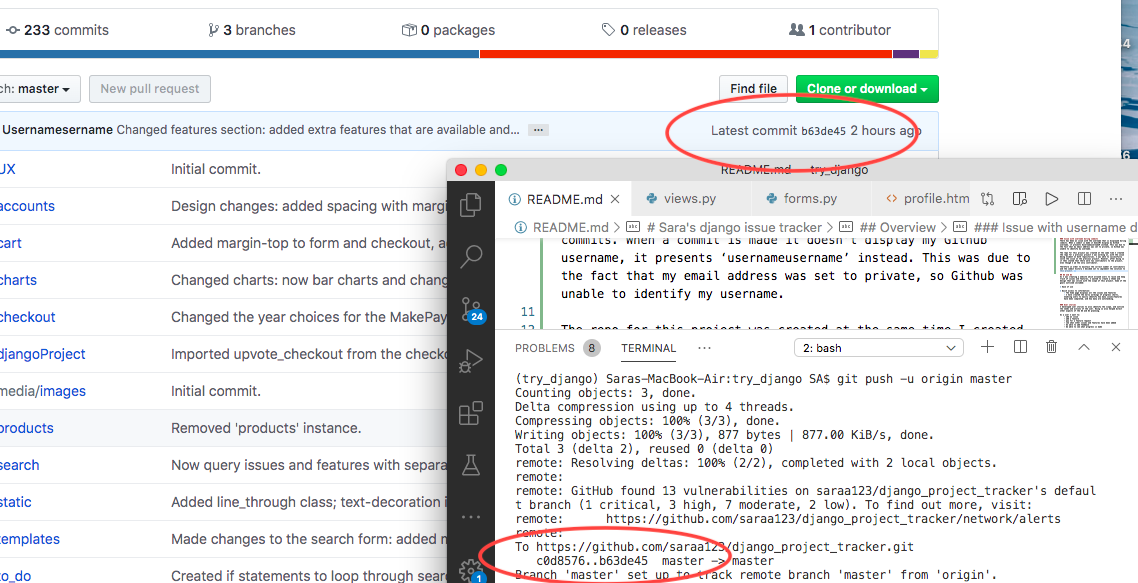 233 commits
3 branches
0 packages
0 releases
1 contributor
ch: master
New pull request
Find file
Clone or download
Usernamesername Changed features section: added extra features that are available and... ...
Latest commit b63de45 2 hours ago
UX Initial commit.
accounts Design changes: added spacing with margi
cart Added margin-top to form and checkout, a
charts Changed charts: now bar charts and chang
checkout Changed the year choices for the MakePay
djangoProject Imported upvote_checkout from the check
media/images Initial commit.
products Removed 'products' instance.
search Now query issues and features with separa
static Added line_through class; text-decoration i
templates Made changes to the search form: added m
to_do Created if statements to loop through sear
README.md — try_django
README.md
views.py
forms.py
profile.htm
README.md > # Sara's django issue tracker > ## Overview > ### Issue with username d
commits. When a commit is made it doesn't display my Github
username, it presents ‘usernameusername’ instead. This was due to
the fact that my email address was set to private, so Github was
unable to identify my username.
11
The repo for this project was created at the same time I created
24
PROBLEMS 8 TERMINAL ... 2: bash
(try_django) Saras-MacBook-Air:try_django SA$ git push -u origin master
Counting objects: 3, done.
Delta compression using up to 4 threads.
Compressing objects: 100% (3/3), done.
Writing objects: 100% (3/3), 877 bytes | 877.00 KiB/s, done.
Total 3 (delta 2), reused 0 (delta 0)
remote: Resolving deltas: 100% (2/2), completed with 2 local objects.
remote:
remote: GitHub found 13 vulnerabilities on saraa123/django_project_tracker's defaul
t branch (1 critical, 3 high, 7 moderate, 2 low). To find out more, visit:
remote: https://github.com/saraa123/django_project_tracker/network/alerts
remote:
To https://github.com/saraa123/django_project_tracker.git
c0d8576..b63de45 master -> master
Branch 'master' set up to track remote branch 'master' from 'origin'.
1